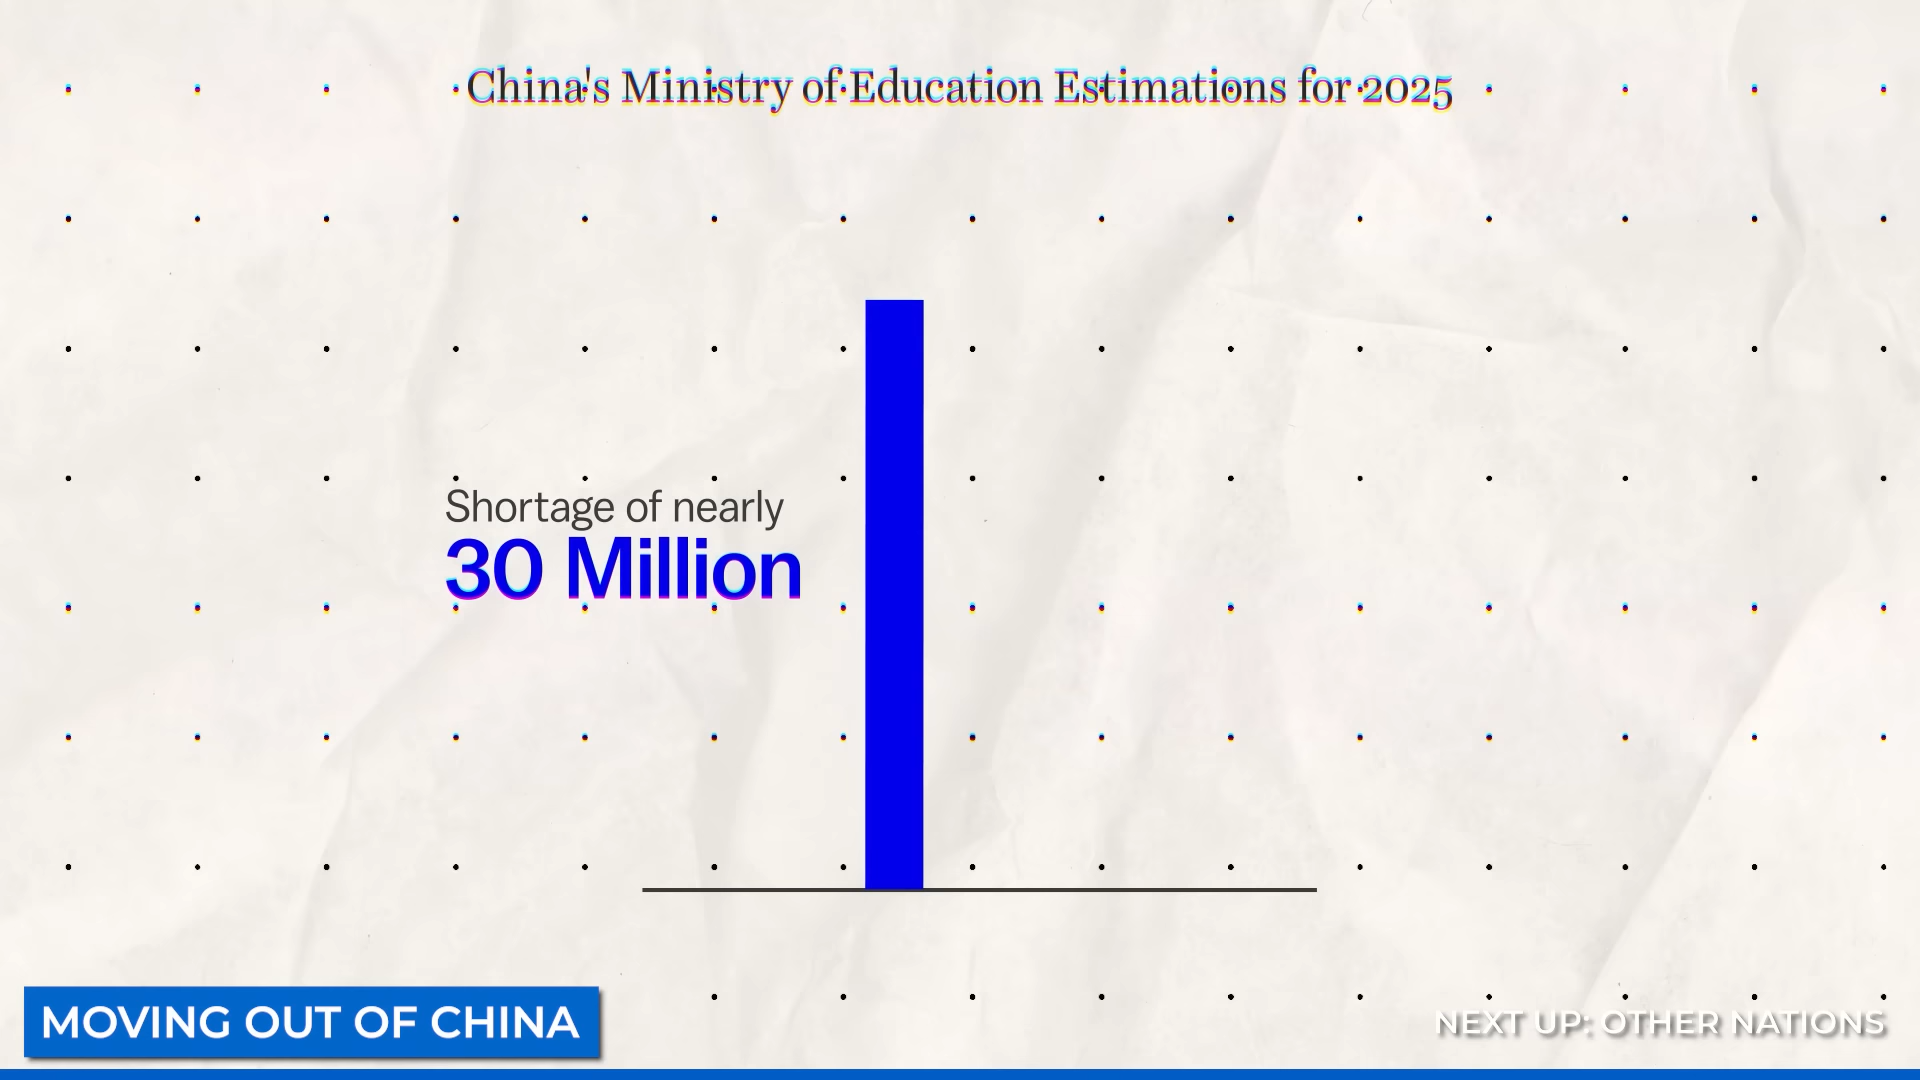 China's Ministry of Education Estimations for 2025
Shortage of nearly
30 Million
MOVING OUT OF CHINA
NEXT UP: OTHER NATIONS